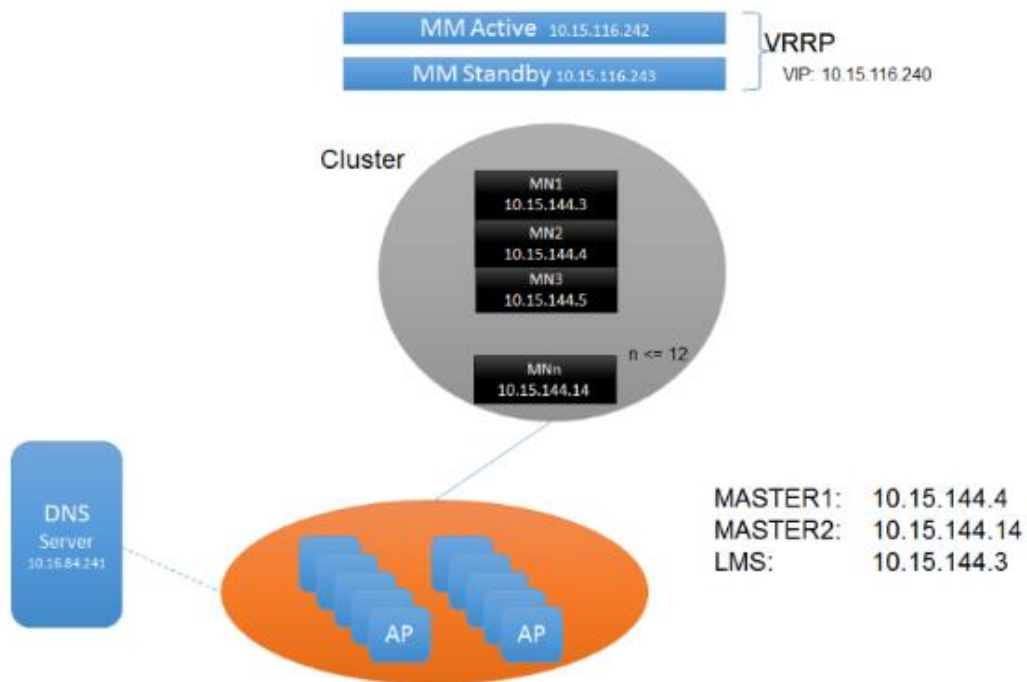 MM Active 10.15.116.242
MM Standby 10.15.116.243
VRRP
VIP: 10.15.116.240
Cluster
MN1
10.15.144.3
MN2
10.15.144.4
MN3
10.15.144.5
n <= 12
MNn
10.15.144.14
DNS
Server
10.16.84.241
AP
AP
MASTER1: 10.15.144.4
MASTER2: 10.15.144.14
LMS: 10.15.144.3